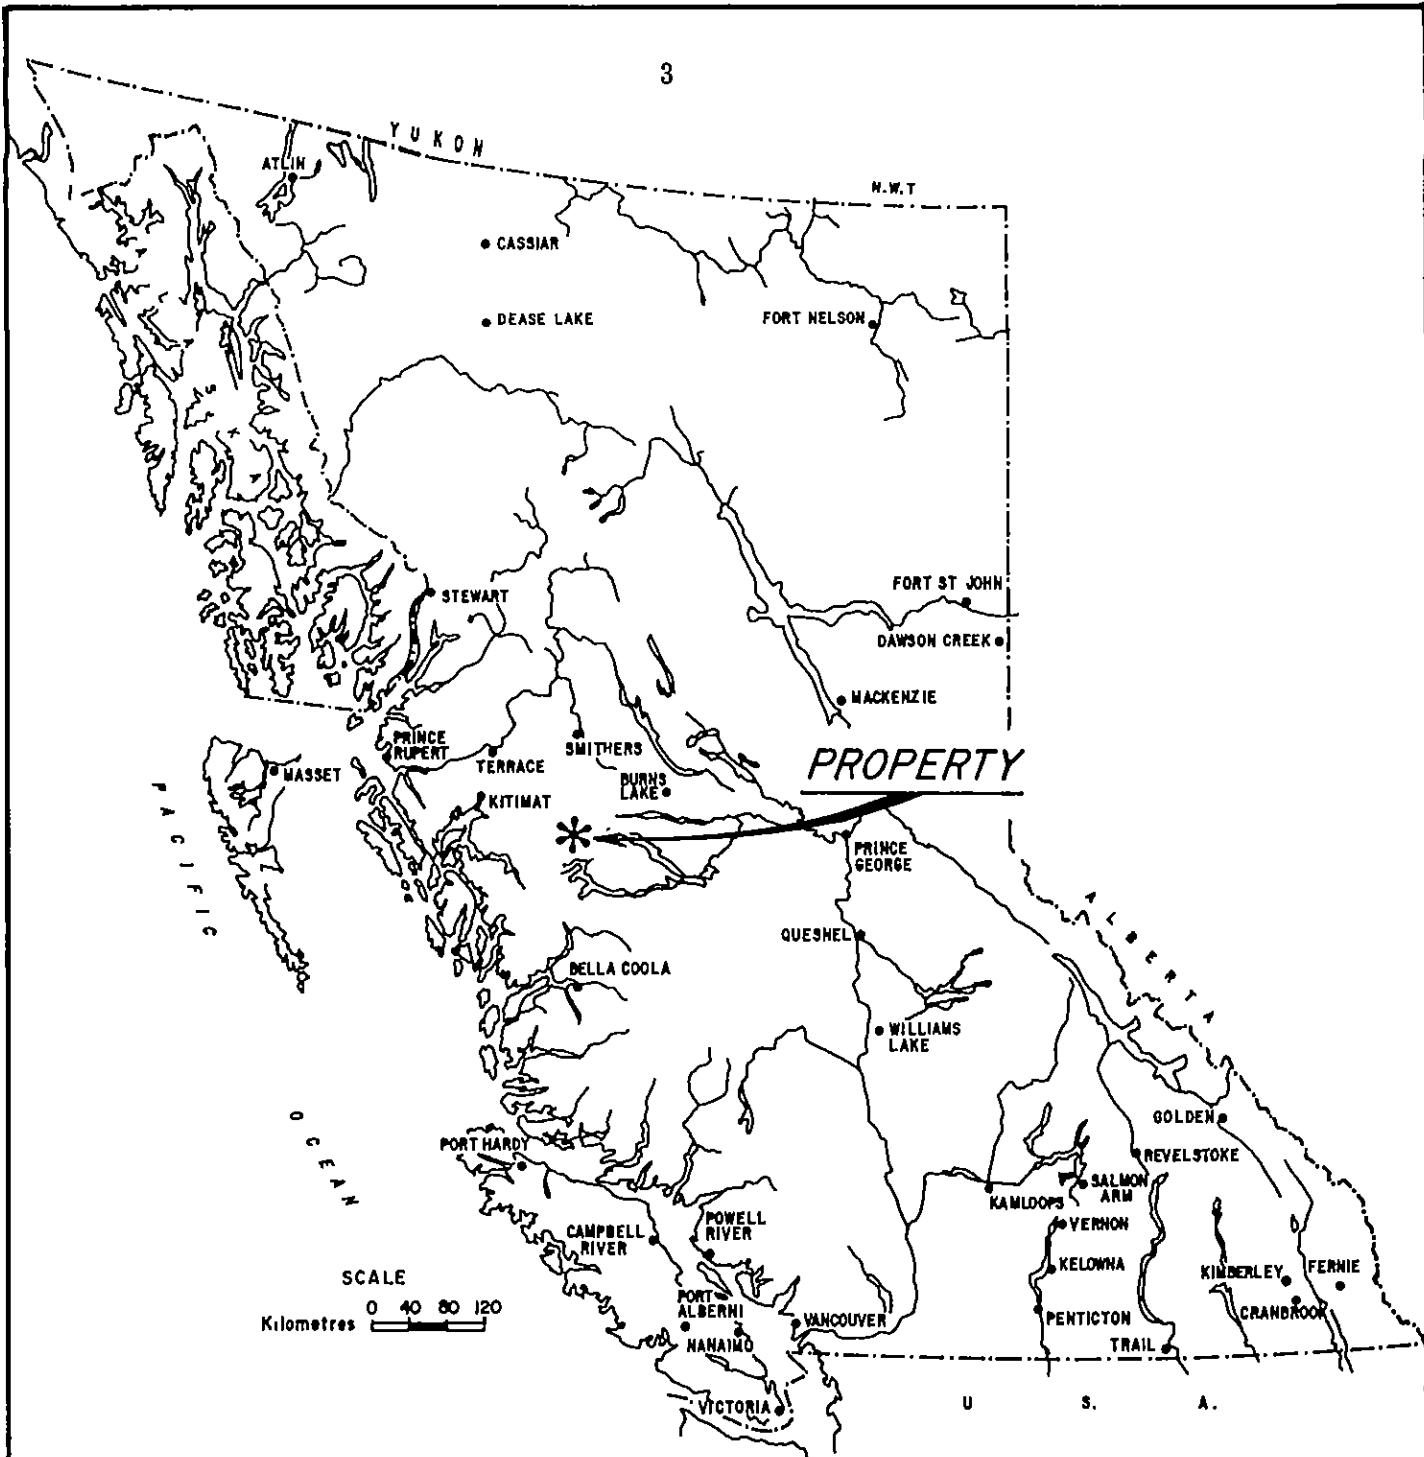 3
YUKON
ATLIN
N.W.T
CASSIAR
DEASE LAKE
FORT NELSON
ALASKA
STEWART
FORT ST JOHN
DAWSON CREEK
MACKENZIE
PRINCE
RUPERT
TERRACE
SMITHERS
BURNS
LAKE
PROPERTY
MASSET
KITIMAT
PRINCE
GEORGE
PACIFIC
ALBERTA
QUESHEL
BELLA COOLA
WILLIAMS
LAKE
OCEAN
GOLDEN
PORT HARDY
REVELSTOKE
SALMON
ARM
KAMLOOPS
VERNON
POWELL
RIVER
CAMPBELL
RIVER
KELOWNA
KIMBERLEY
FERNIE
CRANBROOK
SCALE
0 40 80 120
Kilometres
PORT
ALBERNI
NANAIMO
VANCOUVER
PENTICTON
TRAIL
VICTORIA
U. S. A.